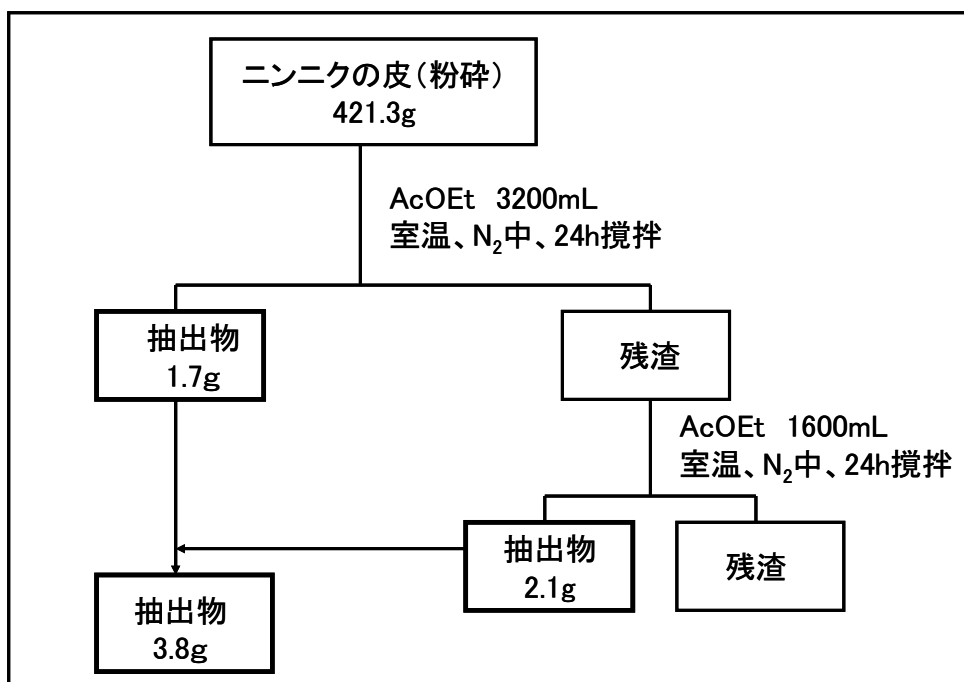 ニンニクの皮(粉砕)
421.3g
AcOEt 3200mL
室温、N₂中、24h撹拌
抽出物
1.7g
残渣
AcOEt 1600mL
室温、N₂中、24h撹拌
抽出物
2.1g
残渣
抽出物
3.8g